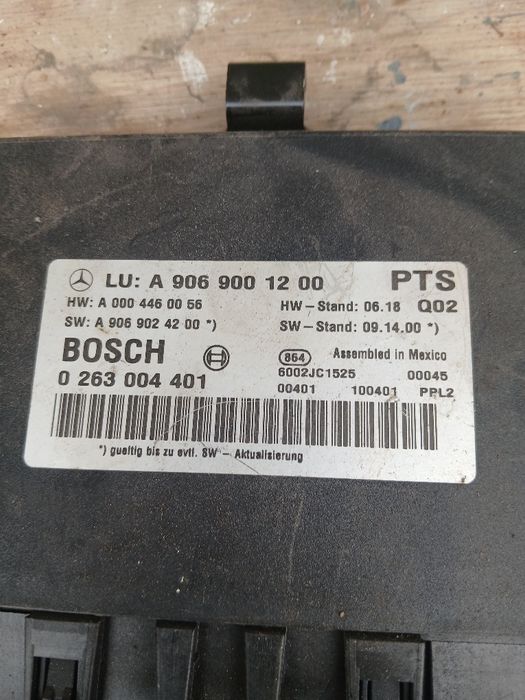 LU: A 906 900 12 00 PTS
HW: A 000 446 00 56 HW-Stand: 06.18 Q02
SW: A 906 902 42 00 *) SW-Stand: 09.14.00 *)
BOSCH 864 Assembled in Mexico
0 263 004 401 6002JC1525 00045
00401 100401 PPL2
*) gueltig bis zu evtl. SW - Aktualisierung